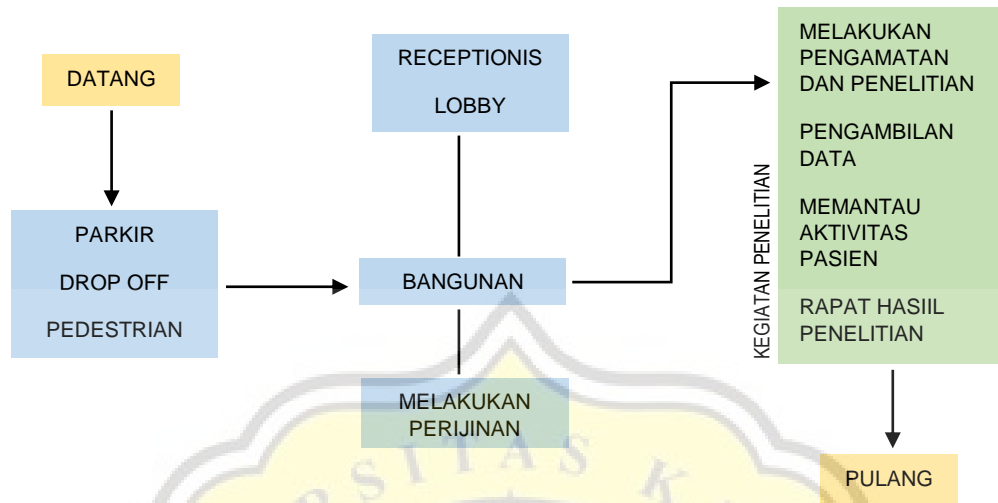 DATANG
PARKIR
DROP OFF
PEDESTRIAN
RECEPTIONIS
LOBBY
BANGUNAN
MELAKUKAN
PERIJINAN
KEGIATAN PENELITIAN
MELAKUKAN
PENGAMATAN
DAN PENELITIAN
PENGAMBILAN
DATA
MEMANTAU
AKTIVITAS
PASIEN
RAPAT HASIIL
PENELITIAN
PULANG